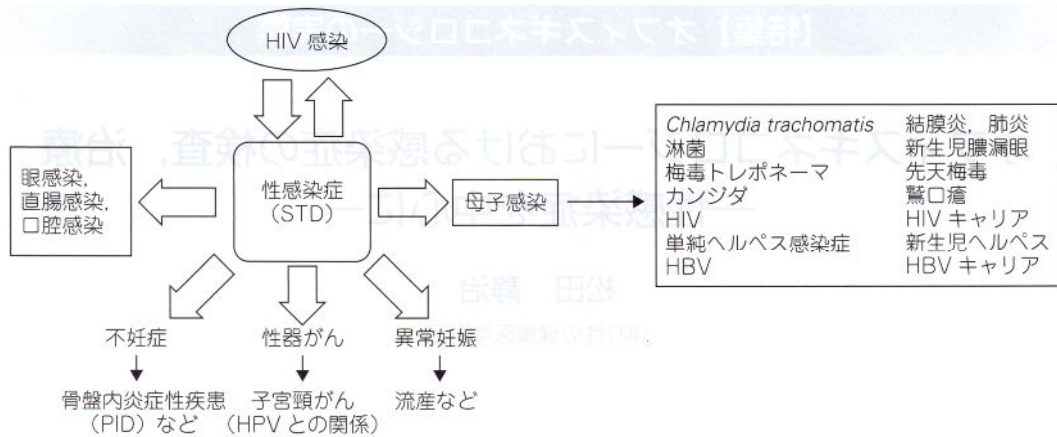 HIV 感染
眼感染，
直腸感染，
口腔感染
性感染症
（STD）
母子感染
Chlamydia trachomatis 結膜炎，肺炎
淋菌 新生児膿漏眼
梅毒トレポネーマ 先天梅毒
カンジダ 鵞口瘡
HIV HIV キャリア
単純ヘルペス感染症 新生児ヘルペス
HBV HBV キャリア
不妊症
骨盤内炎症性疾患
（PID）など
性器がん
子宮頸がん
（HPV との関係）
異常妊娠
流産など